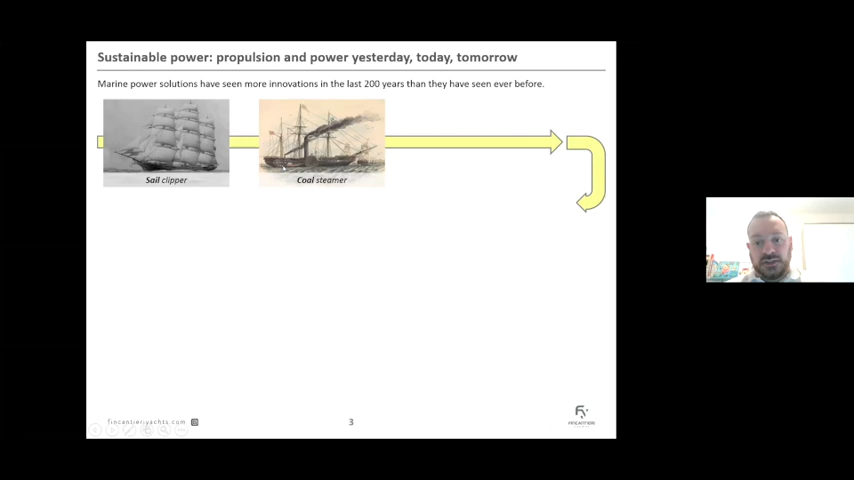 Sustainable power: propulsion and power yesterday, today, tomorrow
Marine power solutions have seen more innovations in the last 200 years than they have seen ever before.
Sail clipper
Coal steamer
fincantieriyachts.com
3
FINCANTIERI